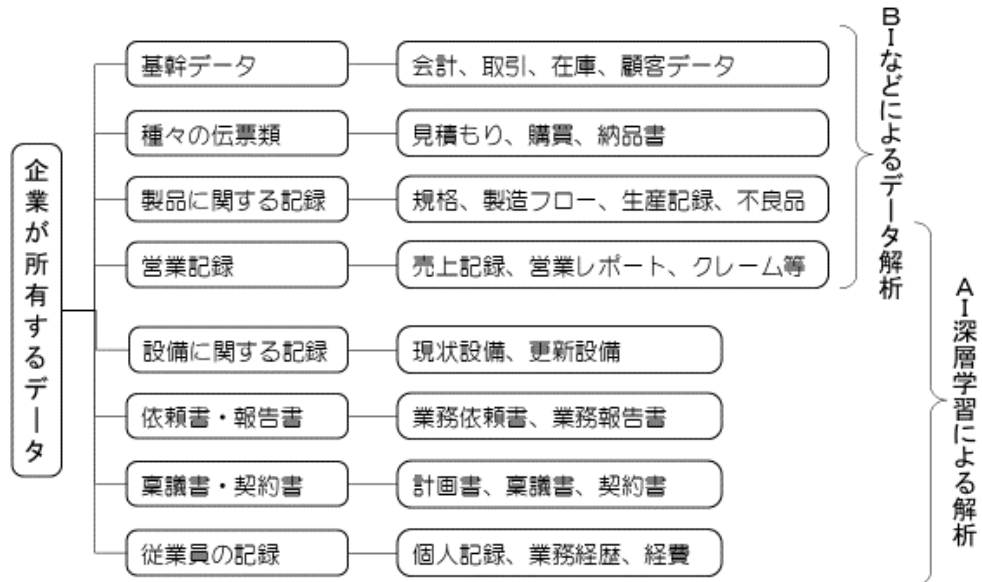 企業が所有するデータ
基幹データ
会計、取引、在庫、顧客データ
種々の伝票類
見積もり、購買、納品書
製品に関する記録
規格、製造フロー、生産記録、不良品
営業記録
売上記録、営業レポート、クレーム等
設備に関する記録
現状設備、更新設備
依頼書・報告書
業務依頼書、業務報告書
稟議書・契約書
計画書、稟議書、契約書
従業員の記録
個人記録、業務経歴、経費
BIなどによるデータ解析
AI深層学習による解析